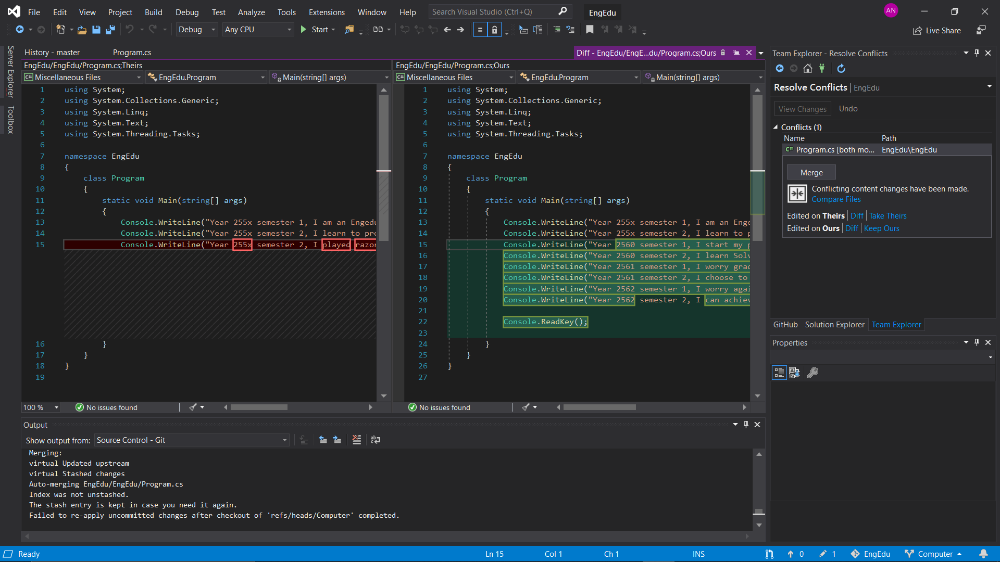 File Edit View Project Build Debug Test Analyze Tools Extensions Window Help Search Visual Studio (Ctrl+Q) EngEdu AN
Debug Any CPU Start Live Share
Server Explorer
Toolbox
History - master Program.cs Diff - EngEdu/EngE...du/Program.cs;Ours
EngEdu/EngEdu/Program.cs;Theirs
C# Miscellaneous Files EngEdu.Program Main(string[] args)
1 using System;
2 using System.Collections.Generic;
3 using System.Linq;
4 using System.Text;
5 using System.Threading.Tasks;
6
7 namespace EngEdu
8 {
9 class Program
10 {
11 static void Main(string[] args)
12 {
13 Console.WriteLine("Year 255x semester 1, I am an Engedu
14 Console.WriteLine("Year 255x semester 2, I learn to pro
15 Console.WriteLine("Year 255x semester 2, I played razor
16 }
17 }
18 }
19
100 % No issues found
EngEdu/EngEdu/Program.cs;Ours
C# Miscellaneous Files EngEdu.Program Main(string[] args)
1 using System;
2 using System.Collections.Generic;
3 using System.Linq;
4 using System.Text;
5 using System.Threading.Tasks;
6
7 namespace EngEdu
8 {
9 class Program
10 {
11 static void Main(string[] args)
12 {
13 Console.WriteLine("Year 255x semester 1, I am an Enge
14 Console.WriteLine("Year 255x semester 2, I learn to p
15 Console.WriteLine("Year 2560 semester 1, I start my p
16 Console.WriteLine("Year 2560 semester 2, I learn Solv
17 Console.WriteLine("Year 2561 semester 1, I worry grad
18 Console.WriteLine("Year 2561 semester 2, I choose to
19 Console.WriteLine("Year 2562 semester 1, I worry agai
20 Console.WriteLine("Year 2562 semester 2, I can achiev
21
22 Console.ReadKey();
23
24 }
25 }
26 }
27
No issues found
Output
Show output from: Source Control - Git
Merging:
virtual Updated upstream
virtual Stashed changes
Auto-merging EngEdu/EngEdu/Program.cs
Index was not unstashed.
The stash entry is kept in case you need it again.
Failed to re-apply uncommitted changes after checkout of 'refs/heads/Computer' completed.
Team Explorer - Resolve Conflicts
Resolve Conflicts | EngEdu
View Changes Undo
Conflicts (1)
Name Path
C# Program.cs [both mo... EngEdu\EngEdu
Merge
Conflicting content changes have been made.
Compare Files
Edited on Theirs | Diff | Take Theirs
Edited on Ours | Diff | Keep Ours
GitHub Solution Explorer Team Explorer
Properties
Ready Ln 15 Col 1 Ch 1 INS 0 1 EngEdu Computer